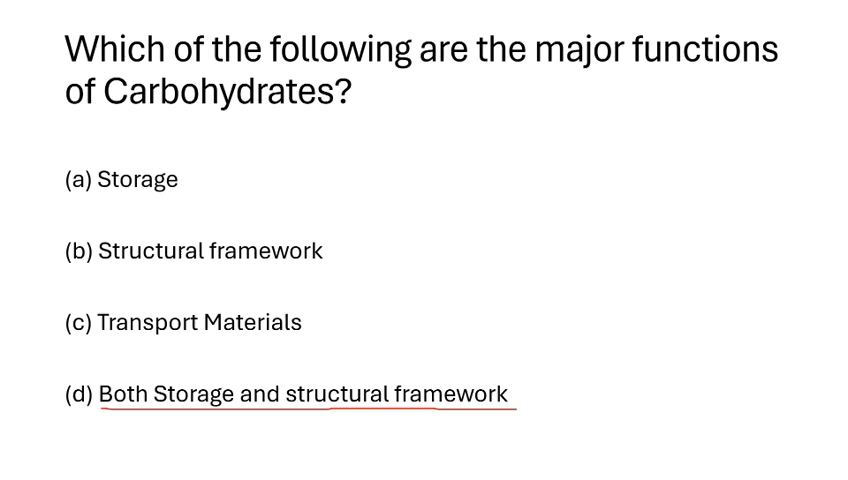 Which of the following are the major functions
of Carbohydrates?
(a) Storage
(b) Structural framework
(c) Transport Materials
(d) Both Storage and structural framework